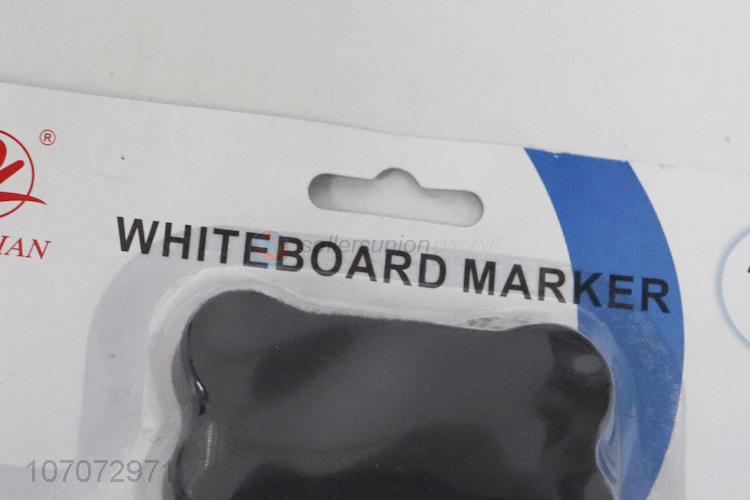 ®
IAN
WHITEBOARD MARKER
sellersunion ONLINE
107072971